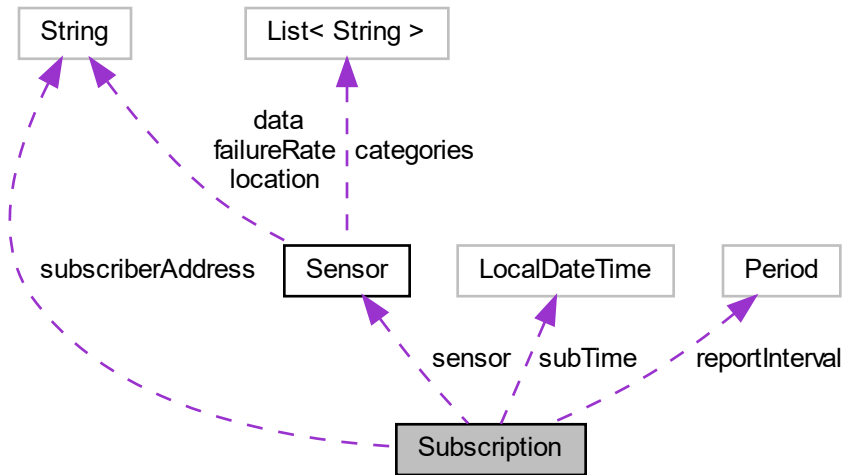 String
List< String >
data
failureRate
location
categories
subscriberAddress
Sensor
LocalDateTime
Period
sensor
subTime
reportInterval
Subscription